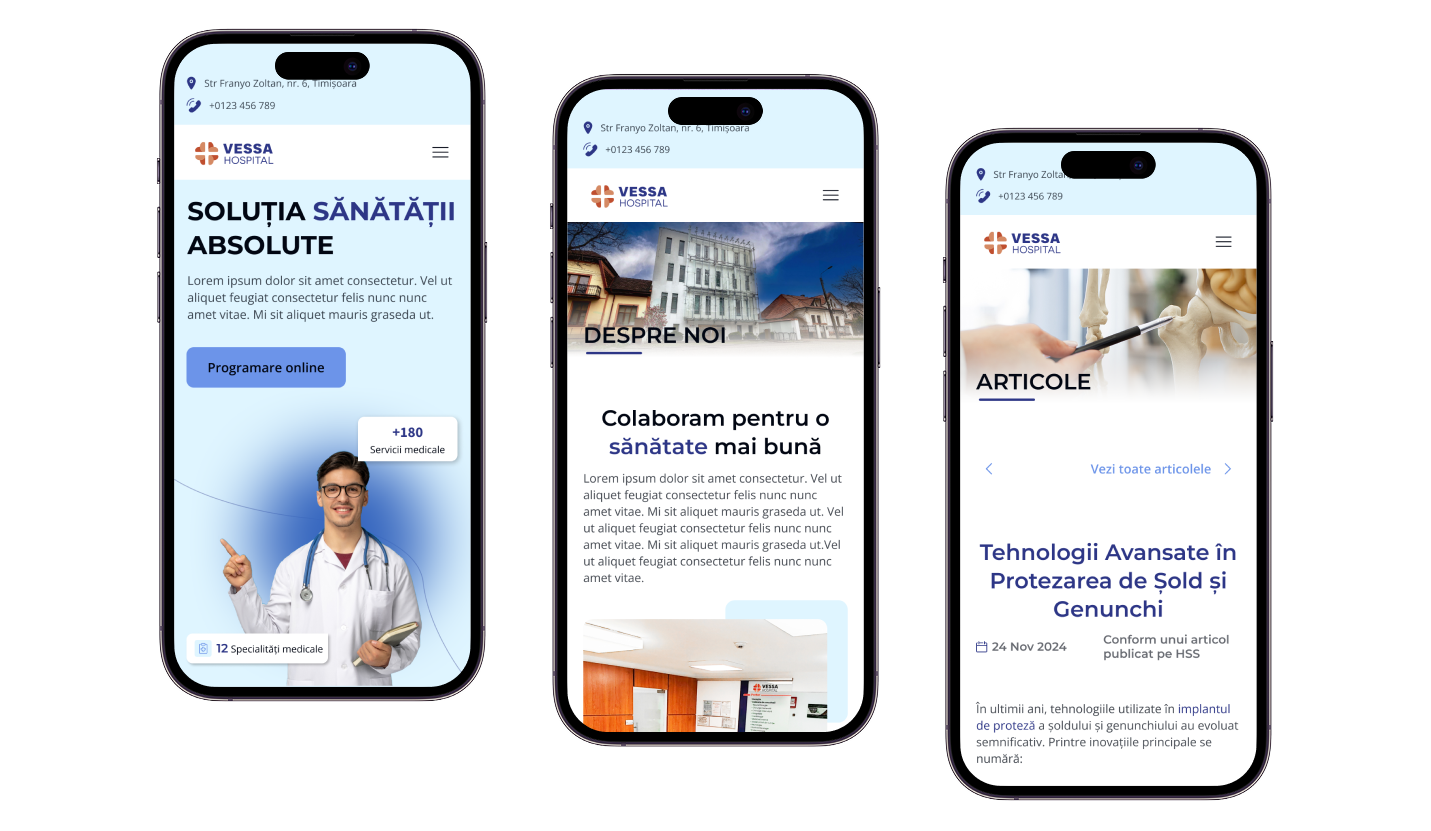 Str Franyo Zoltan, nr. 6, Timișoara
+0123 456 789
VESSA
HOSPITAL
SOLUȚIA SĂNĂTĂȚII
ABSOLUTE
Lorem ipsum dolor sit amet consectetur. Vel ut
aliquet feugiat consectetur felis nunc nunc
amet vitae. Mi sit aliquet mauris graseda ut.
Programare online
+180
Servicii medicale
12 Specialități medicale
Str Franyo Zoltan, nr. 6, Timișoara
+0123 456 789
VESSA
HOSPITAL
DESPRE NOI
Colaboram pentru o
sănătate mai bună
Lorem ipsum dolor sit amet consectetur. Vel ut
aliquet feugiat consectetur felis nunc nunc
amet vitae. Mi sit aliquet mauris graseda ut. Vel
ut aliquet feugiat consectetur felis nunc nunc
amet vitae. Mi sit aliquet mauris graseda ut.Vel
ut aliquet feugiat consectetur felis nunc nunc
amet vitae.
VESSA
HOSPITAL
Str Franyo
+0123 456 789
VESSA
HOSPITAL
ARTICOLE
Vezi toate articolele
Tehnologii Avansate în
Protezarea de Șold și
Genunchi
24 Nov 2024
Conform unui articol
publicat pe HSS
În ultimii ani, tehnologiile utilizate în implantul
de proteză a șoldului și genunchiului au evoluat
semnificativ. Printre inovațiile principale se
numără: